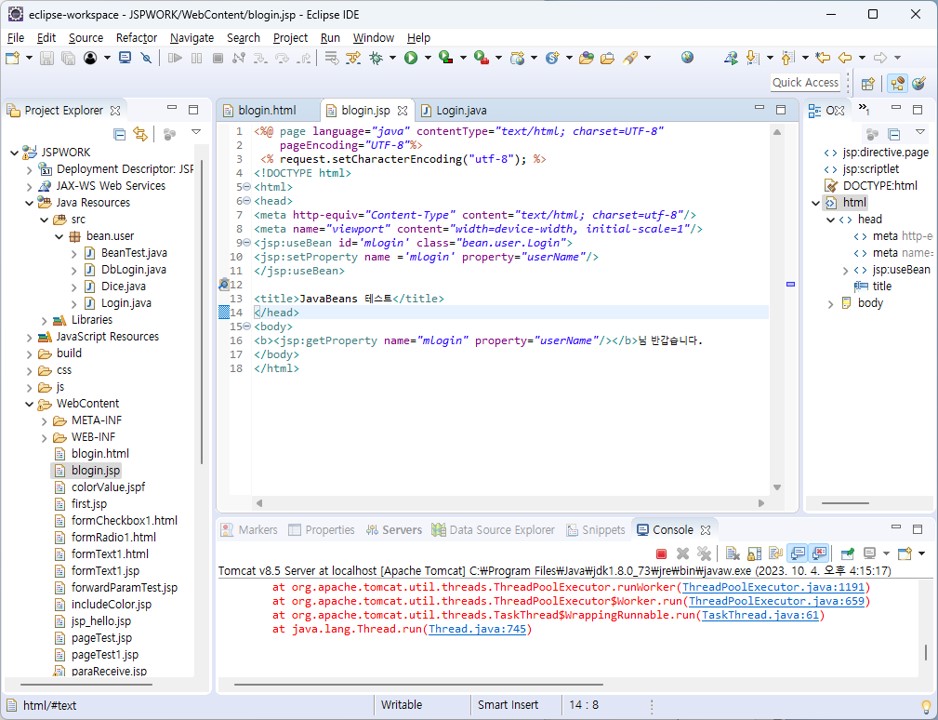 eclipse-workspace - JSPWORK/WebContent/blogin.jsp - Eclipse IDE
File Edit Source Refactor Navigate Search Project Run Window Help
Quick Access
Project Explorer
JSPWORK
Deployment Descriptor: JSP
JAX-WS Web Services
Java Resources
src
bean.user
BeanTest.java
DbLogin.java
Dice.java
Login.java
Libraries
JavaScript Resources
build
css
js
WebContent
META-INF
WEB-INF
blogin.html
blogin.jsp
colorValue.jspf
first.jsp
formCheckbox1.html
formRadio1.html
formText1.html
formText1.jsp
forwardParamTest.jsp
includeColor.jsp
jsp_hello.jsp
pageTest.jsp
pageTest1.jsp
paraReceive.jsp
blogin.html blogin.jsp Login.java
1 <%@ page language="java" contentType="text/html; charset=UTF-8"
2 pageEncoding="UTF-8"%>
3 <% request.setCharacterEncoding("utf-8"); %>
4 <!DOCTYPE html>
5 <html>
6 <head>
7 <meta http-equiv="Content-Type" content="text/html; charset=utf-8"/>
8 <meta name="viewport" content="width=device-width, initial-scale=1"/>
9 <jsp:useBean id='mlogin' class="bean.user.Login">
10 <jsp:setProperty name ='mlogin' property="userName"/>
11 </jsp:useBean>
12
13 <title>JavaBeans 테스트</title>
14 </head>
15 <body>
16 <b><jsp:getProperty name="mlogin" property="userName"/></b>님 반갑습니다.
17 </body>
18 </html>
jsp:directive.page
jsp:scriptlet
DOCTYPE:html
html
head
meta http-e
meta name=
jsp:useBean
title
body
Markers Properties Servers Data Source Explorer Snippets Console
Tomcat v8.5 Server at localhost [Apache Tomcat] C:₩Program Files₩Java₩jdk1.8.0_73₩jre₩bin₩javaw.exe (2023. 10. 4. 오후 4:15:17)
at org.apache.tomcat.util.threads.ThreadPoolExecutor.runWorker(ThreadPoolExecutor.java:1191)
at org.apache.tomcat.util.threads.ThreadPoolExecutor$Worker.run(ThreadPoolExecutor.java:659)
at org.apache.tomcat.util.threads.TaskThread$WrappingRunnable.run(TaskThread.java:61)
at java.lang.Thread.run(Thread.java:745)
html/#text Writable Smart Insert 14 : 8